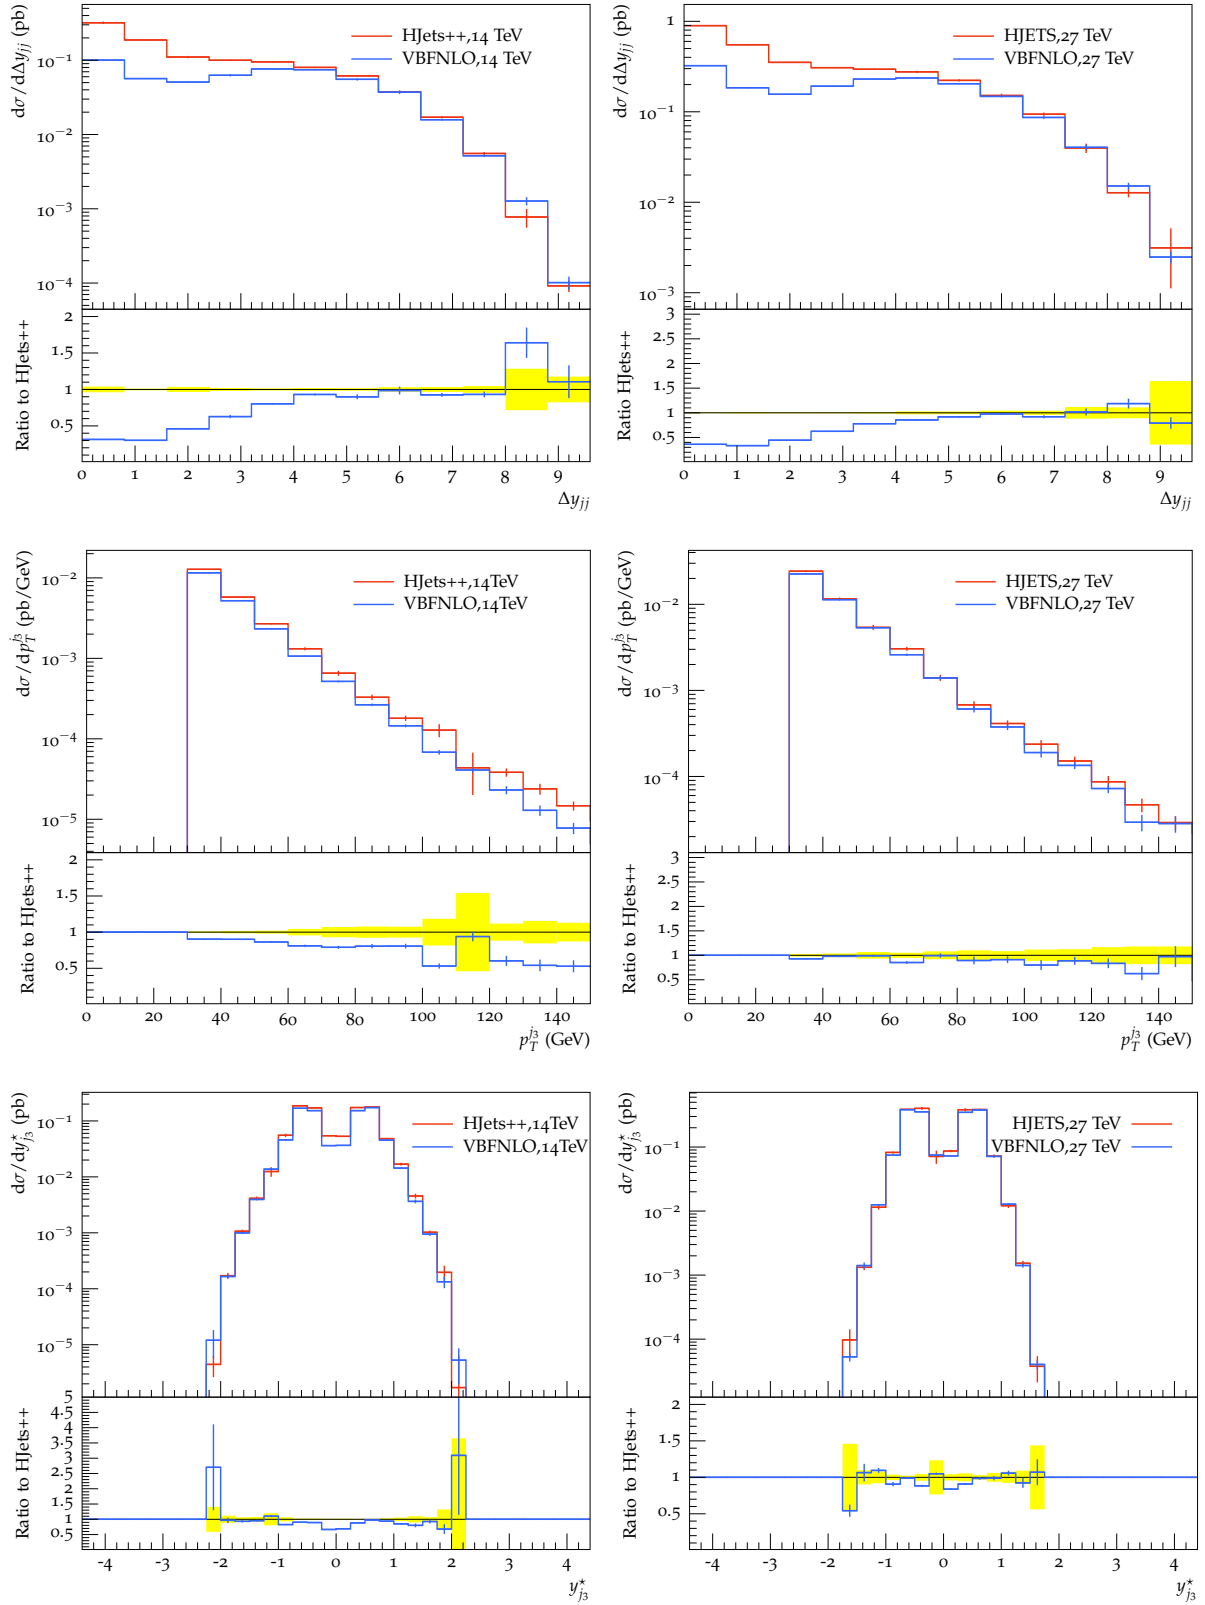 dσ/dΔy_jj (pb)
HJets++,14 TeV
VBFNLO,14 TeV
10⁻¹
10⁻²
10⁻³
10⁻⁴
Ratio to HJets++
2
1.5
1
0.5
0 1 2 3 4 5 6 7 8 9
Δy_jj
dσ/dΔy_jj (pb)
HJETS,27 TeV
VBFNLO,27 TeV
1
10⁻¹
10⁻²
10⁻³
Ratio HJets++
3
2.5
2
1.5
1
0.5
0 1 2 3 4 5 6 7 8 9
Δy_jj
dσ/dp_T^j3 (pb/GeV)
HJets++,14TeV
VBFNLO,14TeV
10⁻²
10⁻³
10⁻⁴
10⁻⁵
Ratio to HJets++
2
1.5
1
0.5
0 20 40 60 80 100 120 140
p_T^j3 (GeV)
dσ/dp_T^j3 (pb/GeV)
HJETS,27 TeV
VBFNLO,27 TeV
10⁻²
10⁻³
10⁻⁴
Ratio to HJets++
3
2.5
2
1.5
1
0.5
0 20 40 60 80 100 120 140
p_T^j3 (GeV)
dσ/dy*_j3 (pb)
HJets++,14TeV
VBFNLO,14TeV
10⁻¹
10⁻²
10⁻³
10⁻⁴
10⁻⁵
Ratio to HJets++
5
4.5
4
3.5
3
2.5
2
1.5
1
0.5
-4 -3 -2 -1 0 1 2 3 4
y*_j3
dσ/dy*_j3 (pb)
HJETS,27 TeV
VBFNLO,27 TeV
10⁻¹
10⁻²
10⁻³
10⁻⁴
Ratio to HJets++
2
1.5
1
0.5
-4 -3 -2 -1 0 1 2 3 4
y*_j3